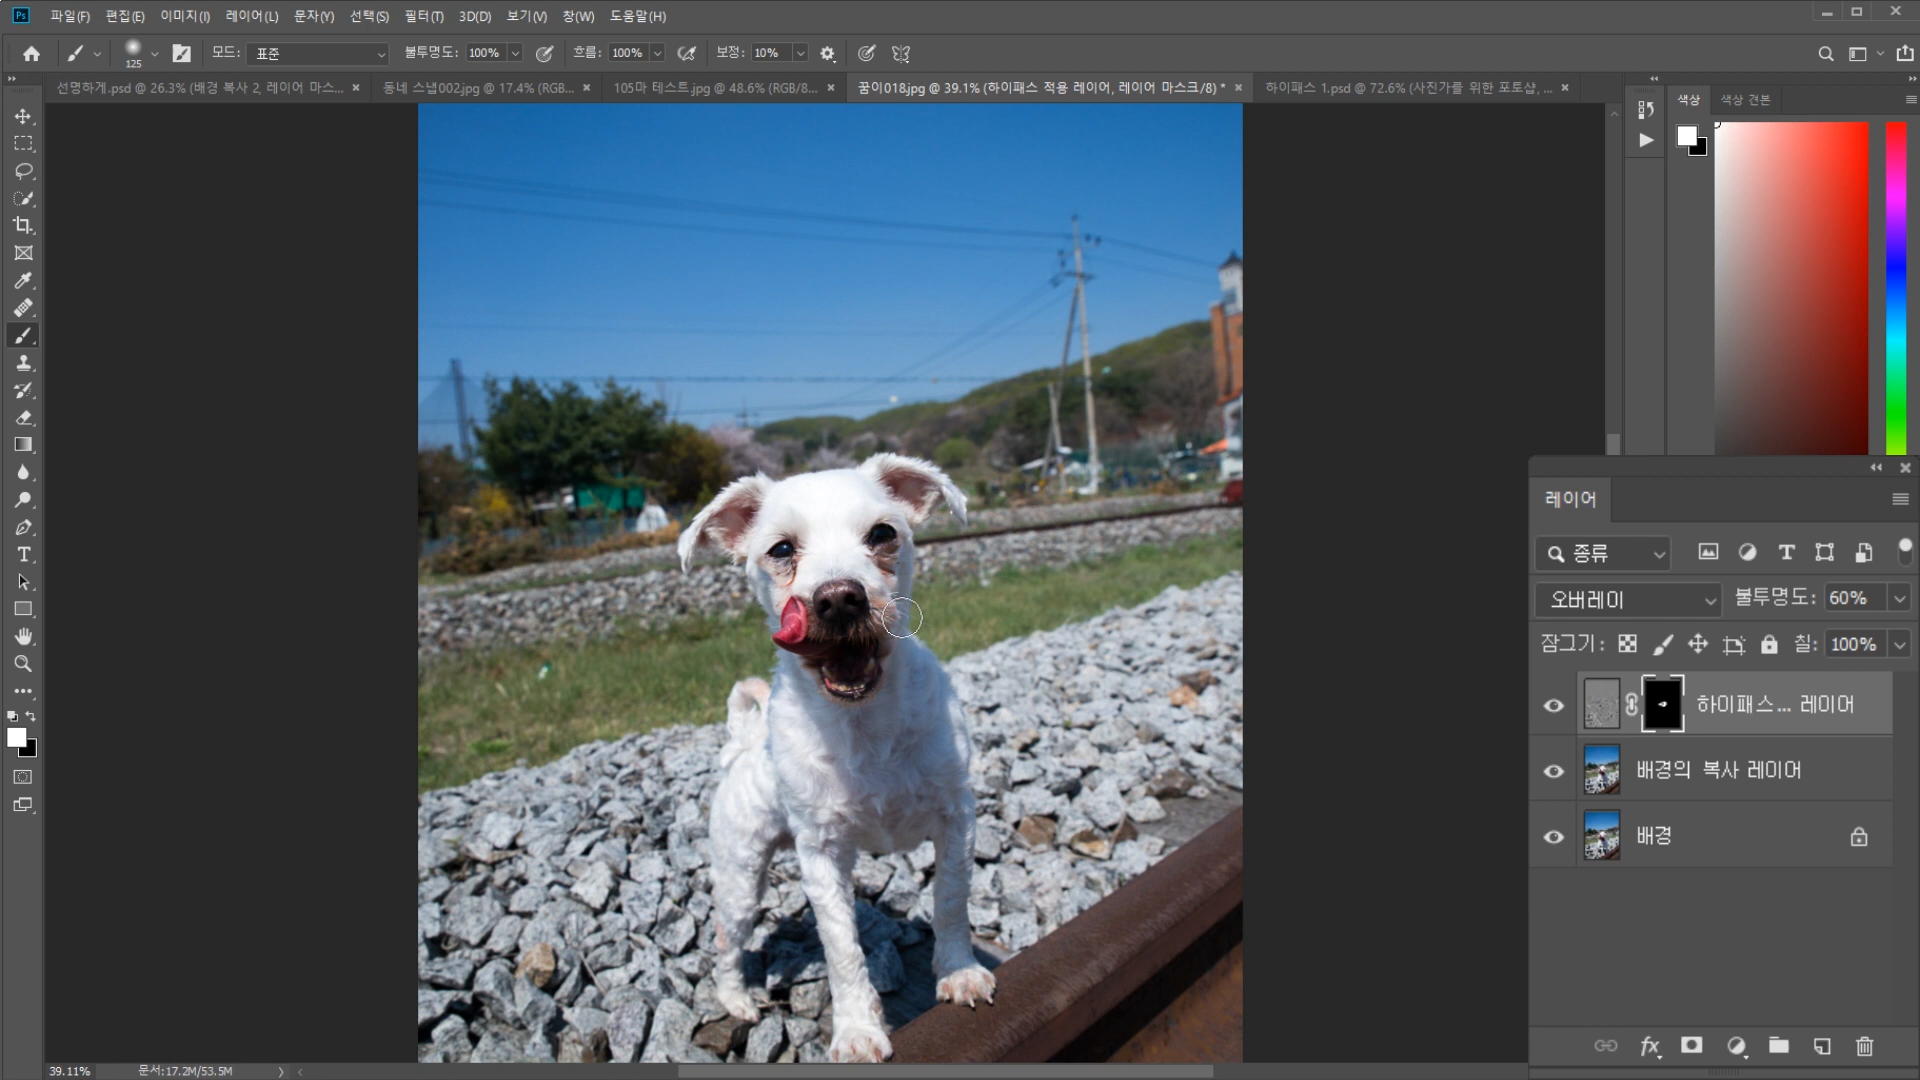 Ps 파일(F) 편집(E) 이미지(I) 레이어(L) 문자(Y) 선택(S) 필터(T) 3D(D) 보기(V) 창(W) 도움말(H)
125 모드: 표준 불투명도: 100% 흐름: 100% 보정: 10%
선명하게.psd @ 26.3% (배경 복사 2, 레이어 마스... 동네 스냅002.jpg @ 17.4% (RGB... 105마 테스트.jpg @ 48.6% (RGB/8... 꿈이018.jpg @ 39.1% (하이패스 적용 레이어, 레이어 마스크/8) * 하이패스 1.psd @ 72.6% (사진가를 위한 포토샵, ...
색상 색상 견본
레이어
종류
오버레이 불투명도: 60%
잠그기: 칠: 100%
하이패스... 레이어
배경의 복사 레이어
배경
fx
39.11% 문서:17.2M/53.5M